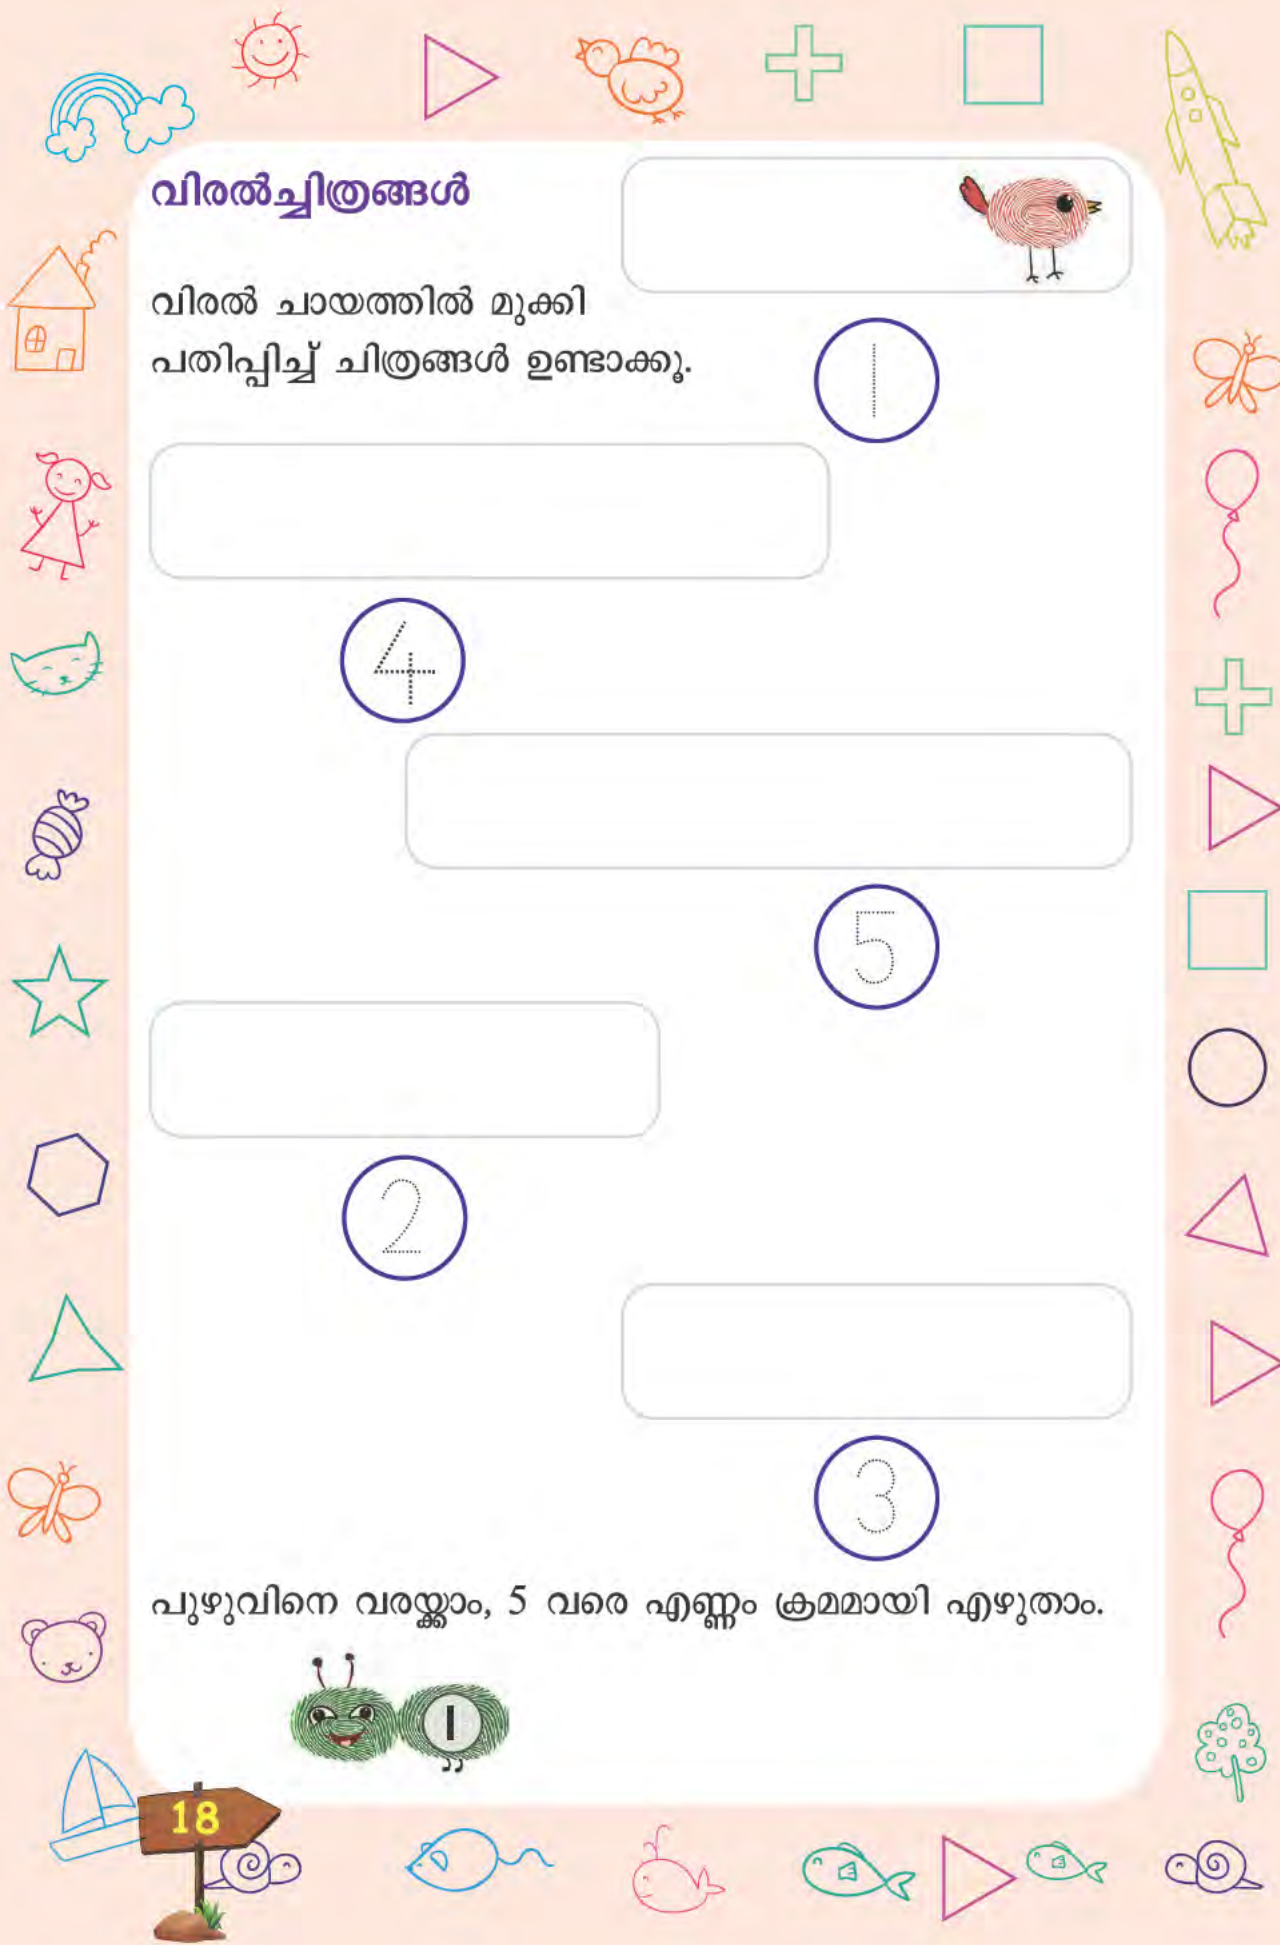 വിരൽച്ചിത്രങ്ങൾ
വിരൽ ചായത്തിൽ മുക്കി
പതിപ്പിച്ച് ചിത്രങ്ങൾ ഉണ്ടാക്കൂ.
1
4
5
2
3
പുഴുവിനെ വരയ്ക്കാം, 5 വരെ എണ്ണം ക്രമമായി എഴുതാം.
1
18